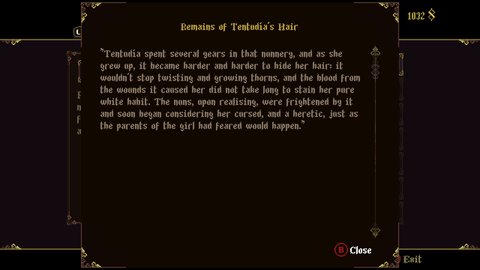 1032
Remains of Tentudía's Hair
"Tentudía spent several years in that nunnery, and as she
grew up, it became harder and harder to hide her hair: it
wouldn't stop twisting and growing thorns, and the blood from
the wounds it caused her did not take long to stain her pure
white habit. The nuns, upon realising, were frightened by it
and soon began considering her cursed, and a heretic, just as
the parents of the girl had feared would happen."
B Close
Exit